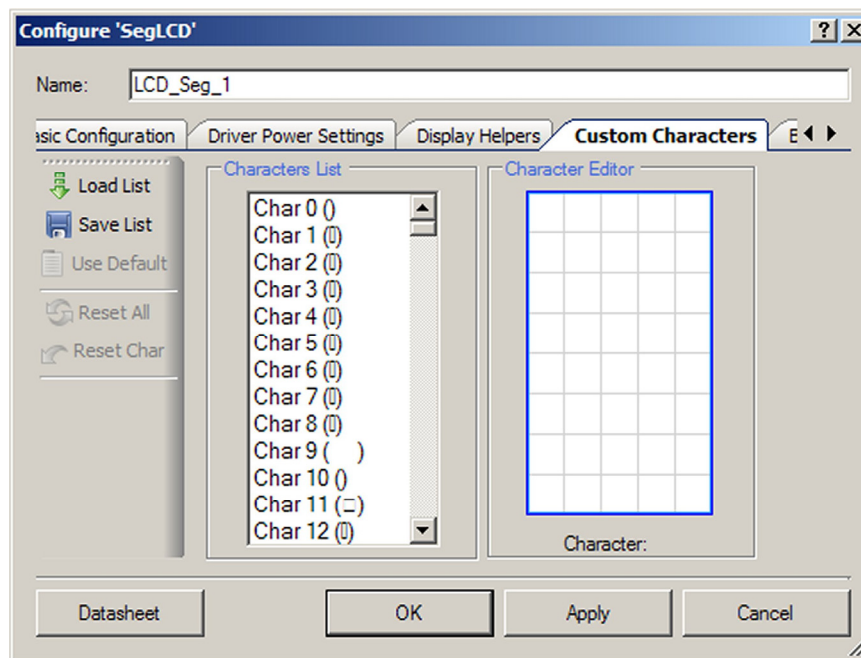 Configure 'SegLCD'
Name: LCD_Seg_1
asic Configuration Driver Power Settings Display Helpers Custom Characters E
Load List
Save List
Use Default
Reset All
Reset Char
Characters List
Char 0 ()
Char 1 (▯)
Char 2 (▯)
Char 3 (▯)
Char 4 (▯)
Char 5 (▯)
Char 6 (▯)
Char 7 (▯)
Char 8 (▯)
Char 9 (    )
Char 10 ()
Char 11 (□)
Char 12 (▯)
Character Editor
Character:
Datasheet OK Apply Cancel